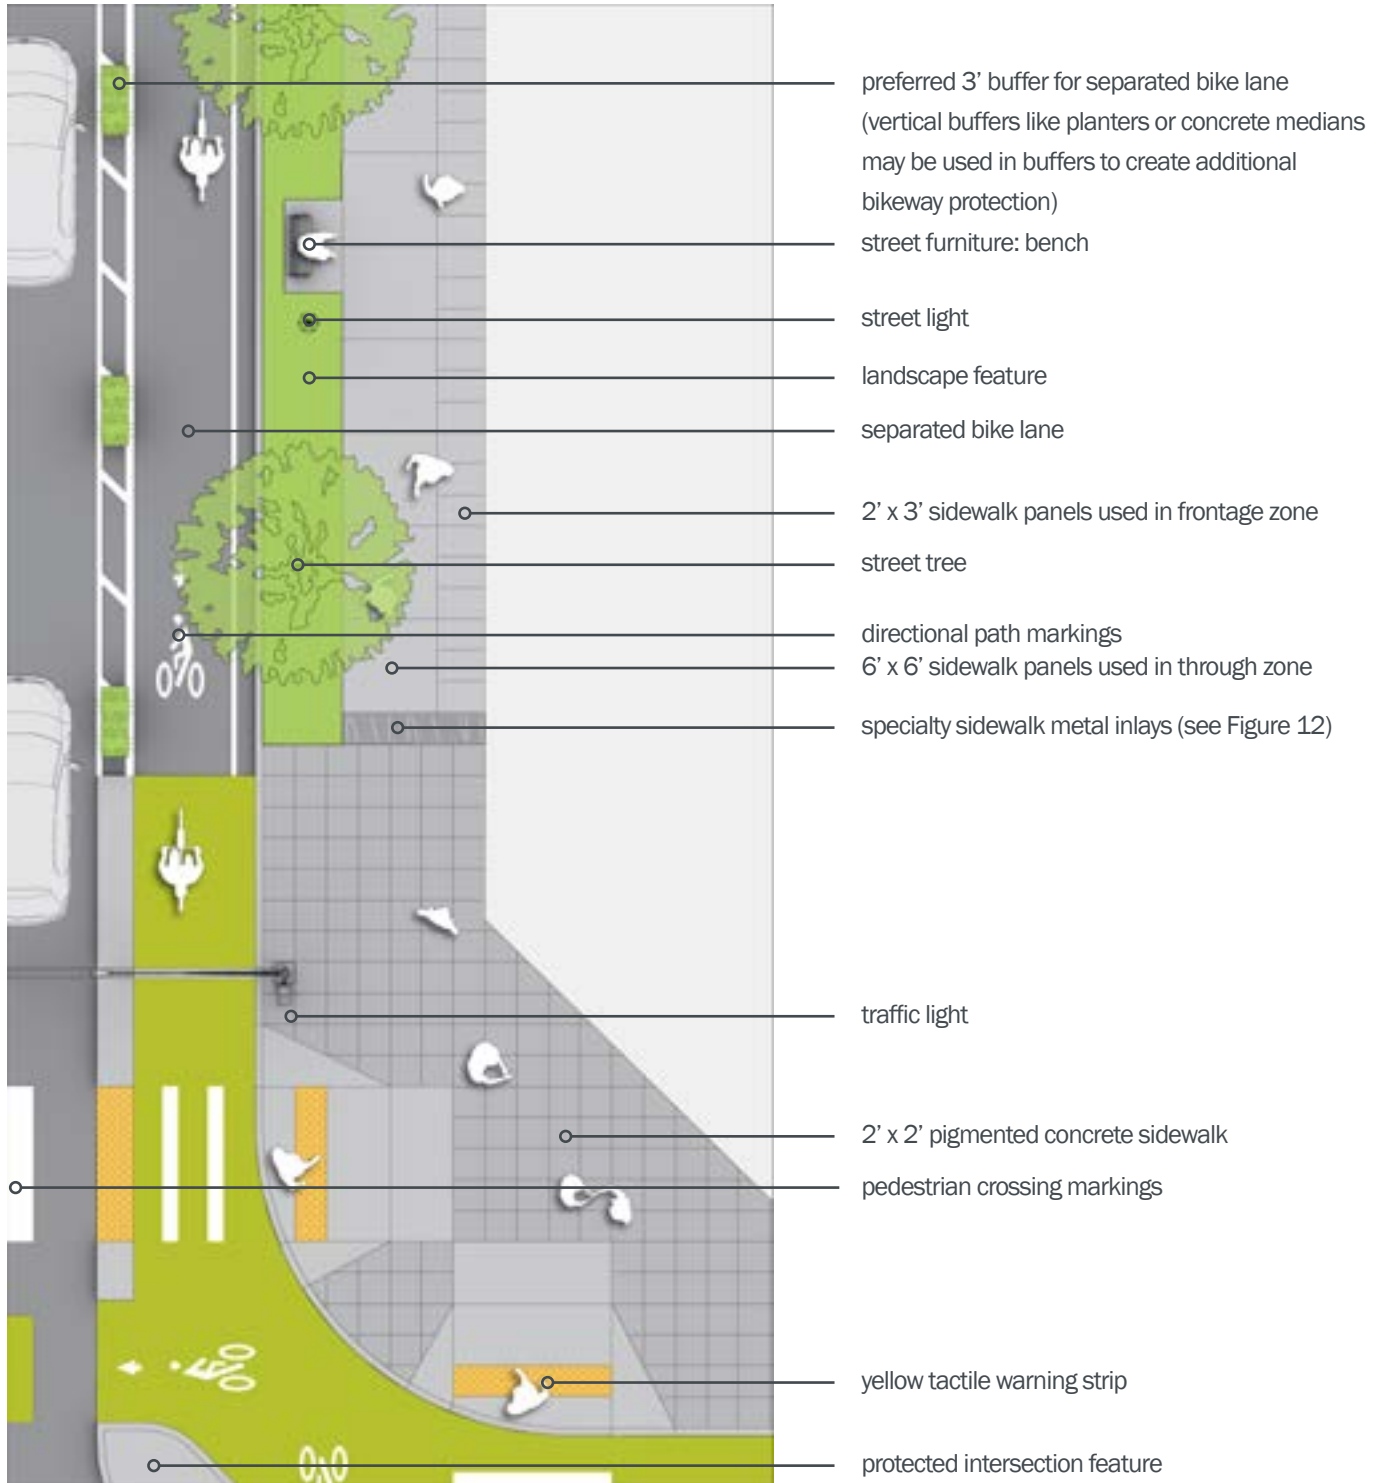 preferred 3’ buffer for separated bike lane
(vertical buffers like planters or concrete medians
may be used in buffers to create additional
bikeway protection)
street furniture: bench
street light
landscape feature
separated bike lane
2’ x 3’ sidewalk panels used in frontage zone
street tree
directional path markings
6’ x 6’ sidewalk panels used in through zone
specialty sidewalk metal inlays (see Figure 12)
traffic light
2’ x 2’ pigmented concrete sidewalk
pedestrian crossing markings
yellow tactile warning strip
protected intersection feature